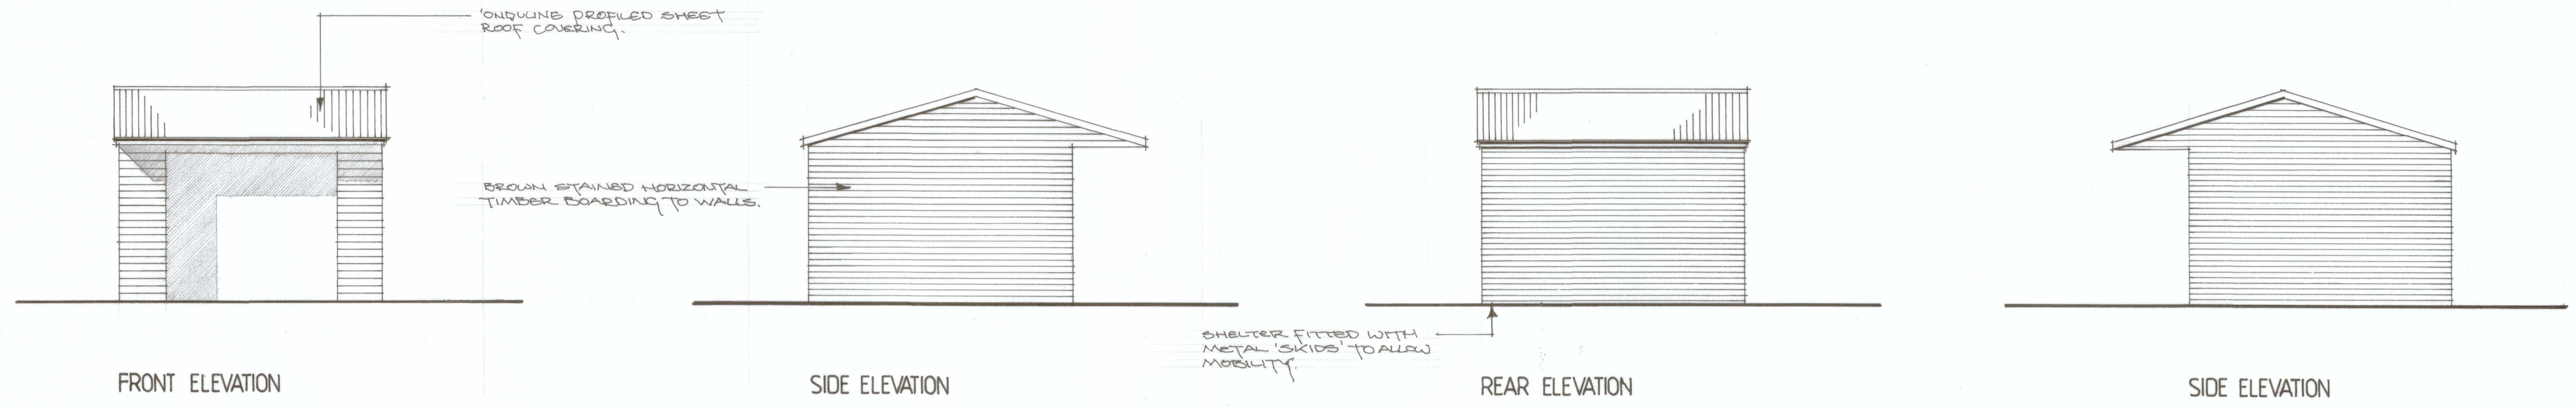 'ONDULINE PROFILED SHEET
ROOF COVERING.
BROWN STAINED HORIZONTAL
TIMBER BOARDING TO WALLS.
SHELTER FITTED WITH
METAL 'SKIDS' TO ALLOW
MOBILITY.
FRONT ELEVATION
SIDE ELEVATION
REAR ELEVATION
SIDE ELEVATION